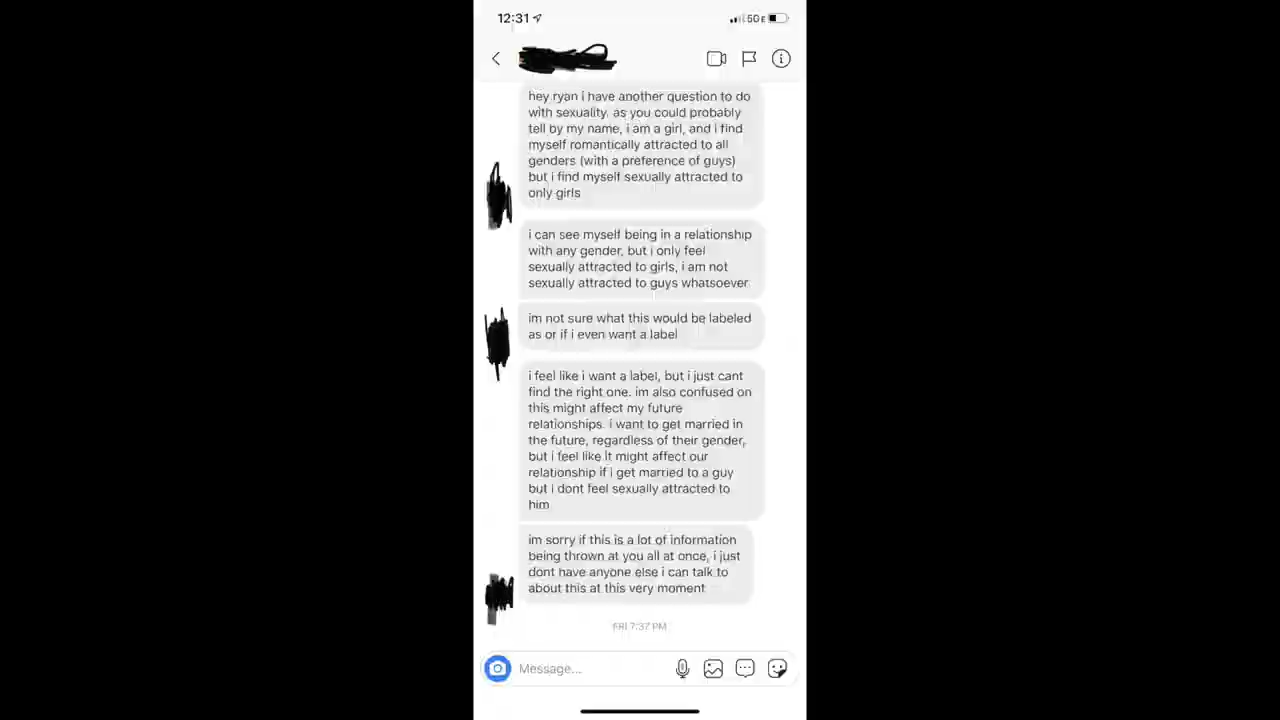 12:31
5GE
hey ryan i have another question to do
with sexuality. as you could probably
tell by my name, i am a girl, and i find
myself romantically attracted to all
genders (with a preference of guys)
but i find myself sexually attracted to
only girls
i can see myself being in a relationship
with any gender, but i only feel
sexually attracted to girls, i am not
sexually attracted to guys whatsoever
im not sure what this would be labeled
as or if i even want a label
i feel like i want a label, but i just cant
find the right one. im also confused on
this might affect my future
relationships. i want to get married in
the future, regardless of their gender,
but i feel like it might affect our
relationship if i get married to a guy
but i dont feel sexually attracted to
him
im sorry if this is a lot of information
being thrown at you all at once, i just
dont have anyone else i can talk to
about this at this very moment
FRI 7:37 PM
Message...